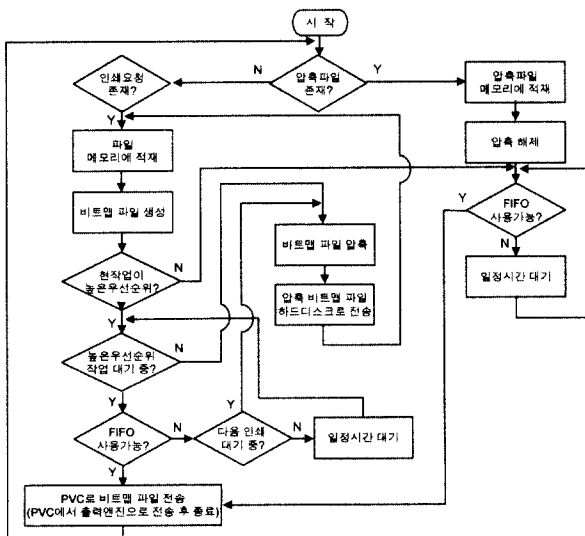 시 작
압축파일
존재?
N
Y
인쇄요청
존재?
Y
압축파일
메모리에 적재
파일
메모리에 적재
압축 해제
비트맵 파일 생성
FIFO
사용가능?
Y
N
비트맵 파일 압축
현작업이
높은우선순위?
N
Y
일정시간 대기
압축 비트맵 파일
하드디스크로 전송
높은우선순위
작업 대기 중?
N
Y
FIFO
사용가능?
N
Y
다음 인쇄
대기 중?
Y
N
일정시간 대기
PVC로 비트맵 파일 전송
(PVC에서 출력엔진으로 전송 후 종료)